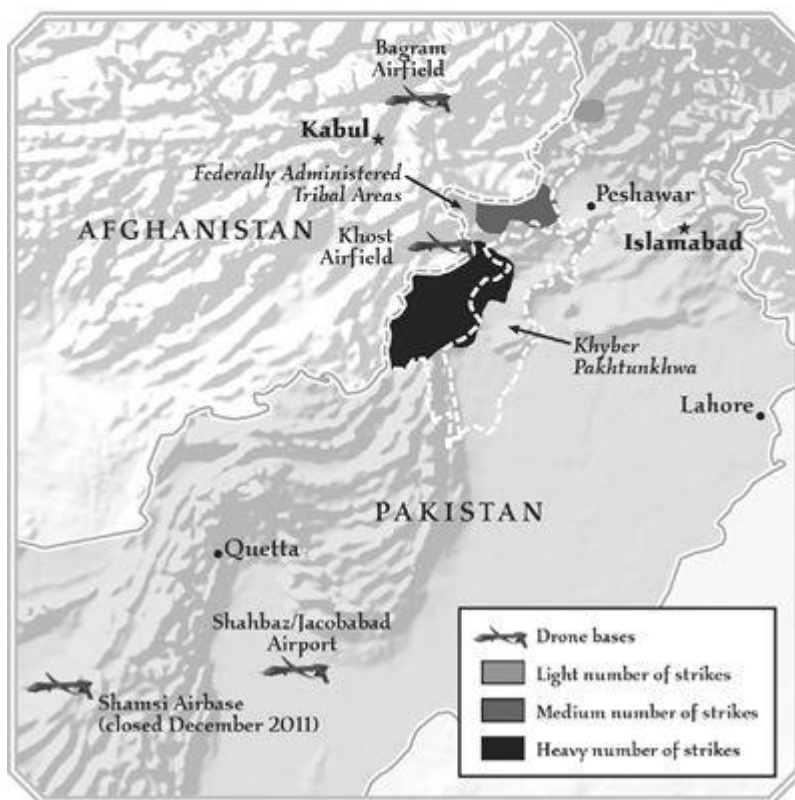 Bagram
Airfield
Kabul
Federally Administered
Tribal Areas
Peshawar
AFGHANISTAN
Khost
Airfield
Islamabad
Khyber
Pakhtunkhwa
Lahore
PAKISTAN
Quetta
Shahbaz/Jacobabad
Airport
Shamsi Airbase
(closed December 2011)
Drone bases
Light number of strikes
Medium number of strikes
Heavy number of strikes